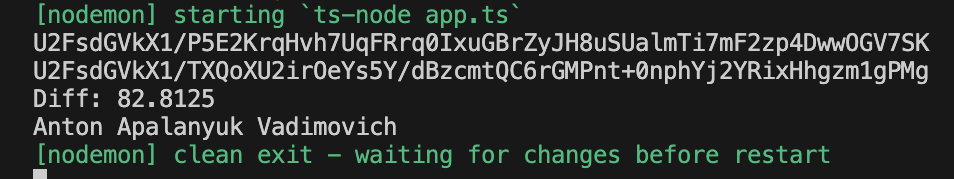 [nodemon] starting `ts-node app.ts`
U2FsdGVkX1/P5E2KrqHvh7UqFRrq0IxuGBrZyJH8uSUalmTi7mF2zp4DwwOGV7SK
U2FsdGVkX1/TXQoXU2irOeYs5Y/dBzcmtQC6rGMPnt+0nphYj2YRixHhgzm1gPMg
Diff: 82.8125
Anton Apalanyuk Vadimovich
[nodemon] clean exit - waiting for changes before restart